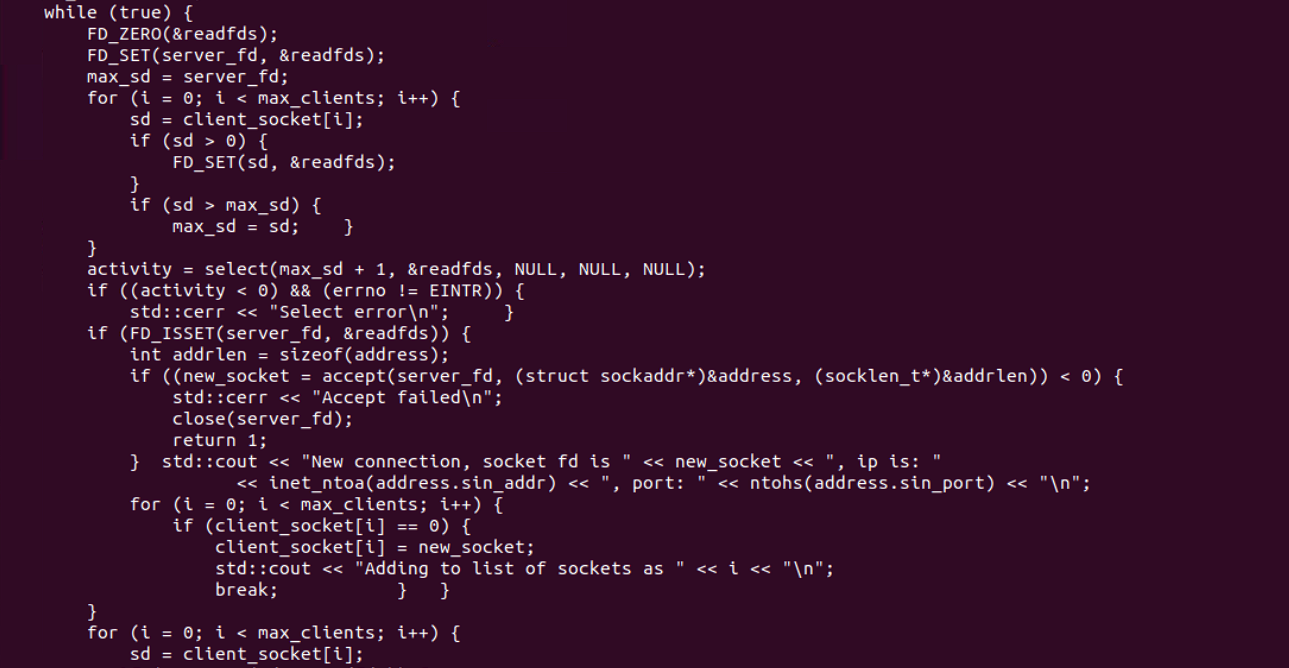 while (true) {
FD_ZERO(&readfds);
FD_SET(server_fd, &readfds);
max_sd = server_fd;
for (i = 0; i < max_clients; i++) {
sd = client_socket[i];
if (sd > 0) {
FD_SET(sd, &readfds);
}
if (sd > max_sd) {
max_sd = sd;    }
}
activity = select(max_sd + 1, &readfds, NULL, NULL, NULL);
if ((activity < 0) && (errno != EINTR)) {
std::cerr << "Select error\n";     }
if (FD_ISSET(server_fd, &readfds)) {
int addrlen = sizeof(address);
if ((new_socket = accept(server_fd, (struct sockaddr*)&address, (socklen_t*)&addrlen)) < 0) {
std::cerr << "Accept failed\n";
close(server_fd);
return 1;
}  std::cout << "New connection, socket fd is " << new_socket << ", ip is: "
<< inet_ntoa(address.sin_addr) << ", port: " << ntohs(address.sin_port) << "\n";
for (i = 0; i < max_clients; i++) {
if (client_socket[i] == 0) {
client_socket[i] = new_socket;
std::cout << "Adding to list of sockets as " << i << "\n";
break;           }   }
}
for (i = 0; i < max_clients; i++) {
sd = client_socket[i];